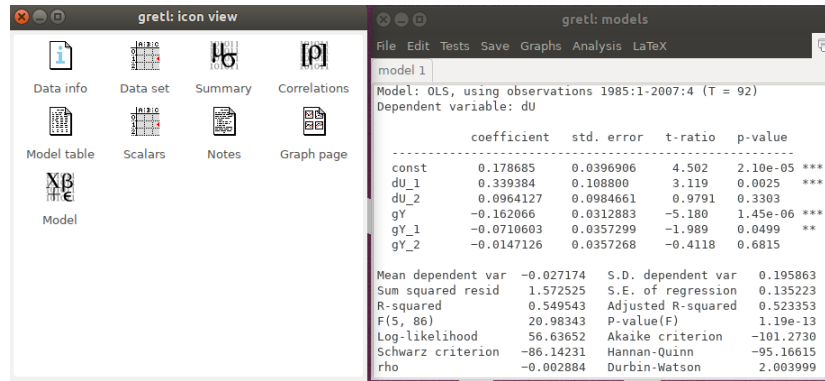 gretl: icon view
Data info Data set Summary Correlations
Model table Scalars Notes Graph page
Model
gretl: models
File Edit Tests Save Graphs Analysis LaTeX
model 1
Model: OLS, using observations 1985:1-2007:4 (T = 92)
Dependent variable: dU
coefficient std. error t-ratio p-value
const 0.178685 0.0396906 4.502 2.10e-05 ***
dU_1 0.339384 0.108800 3.119 0.0025 ***
dU_2 0.0964127 0.0984661 0.9791 0.3303
gY −0.162066 0.0312883 −5.180 1.45e-06 ***
gY_1 −0.0710603 0.0357299 −1.989 0.0499 **
gY_2 −0.0147126 0.0357268 −0.4118 0.6815
Mean dependent var −0.027174 S.D. dependent var 0.195863
Sum squared resid 1.572525 S.E. of regression 0.135223
R-squared 0.549543 Adjusted R-squared 0.523353
F(5, 86) 20.98343 P-value(F) 1.19e-13
Log-likelihood 56.63652 Akaike criterion −101.2730
Schwarz criterion −86.14231 Hannan-Quinn −95.16615
rho −0.002884 Durbin-Watson 2.003999